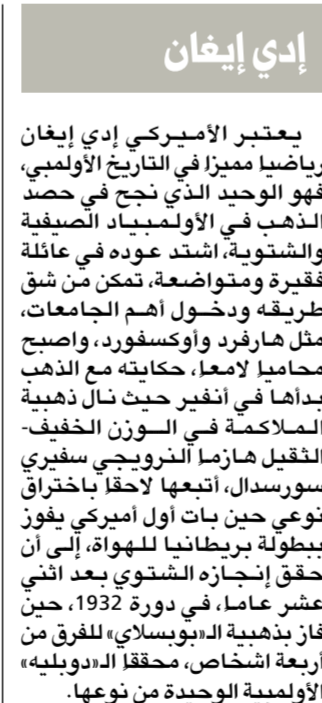 إدي إيغان
يعتبر الأميركي إدي إيغان
رياضيا مميزا في التاريخ الأولمبي،
فهو الوحيد الذي نجح في حصد
الذهب في الأولمبياد الصيفية
والشتوية، اشتد عوده في عائلة
فقيرة ومتواضعة، تمكن من شق
طريقه ودخول أهم الجامعات،
مثل هارفرد وأوكسفورد، واصبح
محاميا لامعا، حكايته مع الذهب
بدأها في أنفير حيث نال ذهبية
الملاكمة في الوزن الخفيف-
الثقيل هازما النرويجي سفيري
سورسدال، أتبعها لاحقا باختراق
نوعي حين بات أول أميركي يفوز
ببطولة بريطانيا للهواة، إلى أن
حقق إنجازه الشتوي بعد اثني
عشر عاما، في دورة 1932، حين
فاز بذهبية الـ«بوبسلاي» للفرق من
أربعة اشخاص، محققا الـ«دوبليه»
الأولمبية الوحيدة من نوعها.